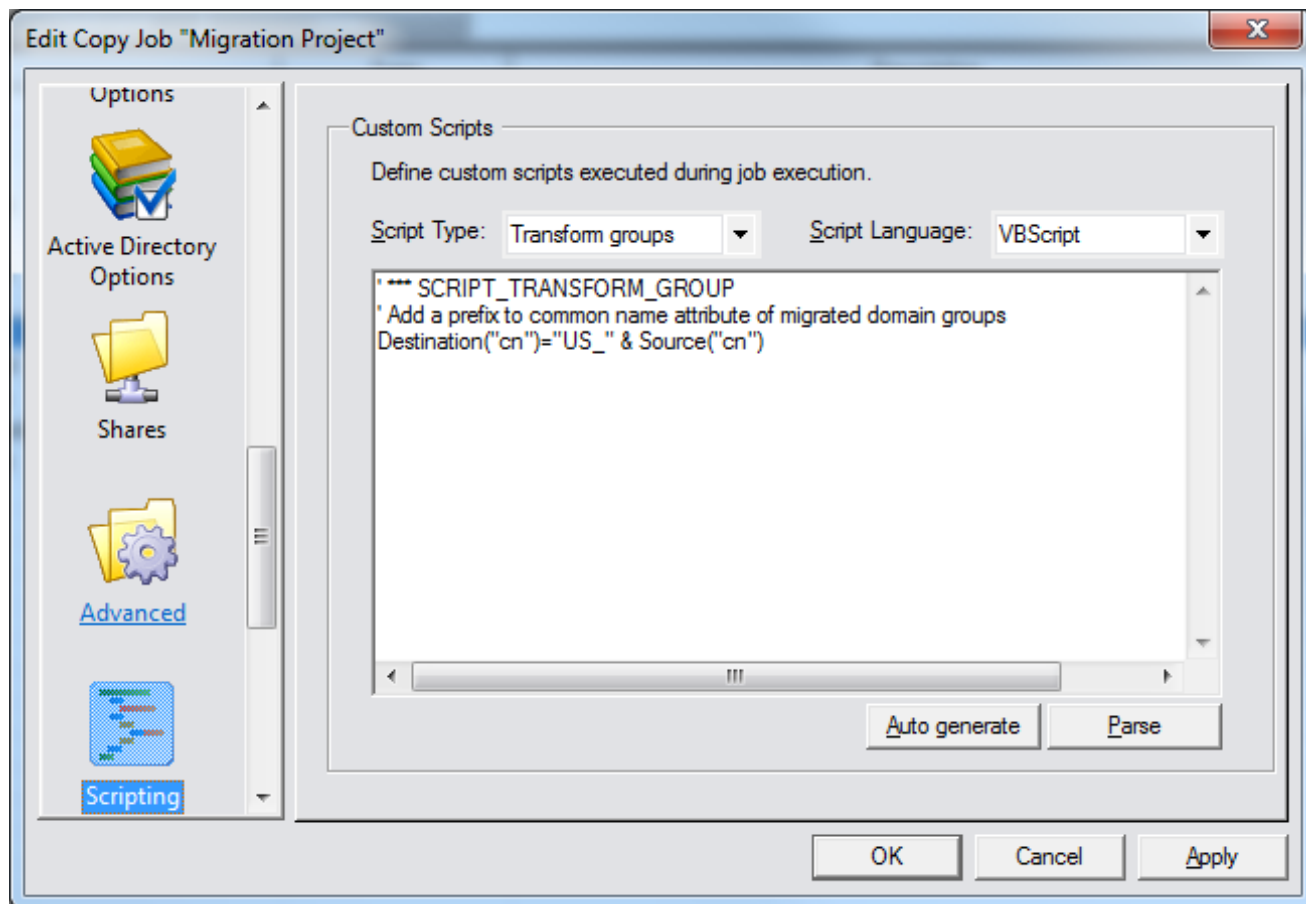 Edit Copy Job "Migration Project"
Options
Active Directory
Options
Shares
Advanced
Scripting
Custom Scripts
Define custom scripts executed during job execution.
Script Type: Transform groups Script Language: VBScript
' *** SCRIPT_TRANSFORM_GROUP
' Add a prefix to common name attribute of migrated domain groups
Destination("cn")="US_" & Source("cn")
Auto generate Parse
OK Cancel Apply